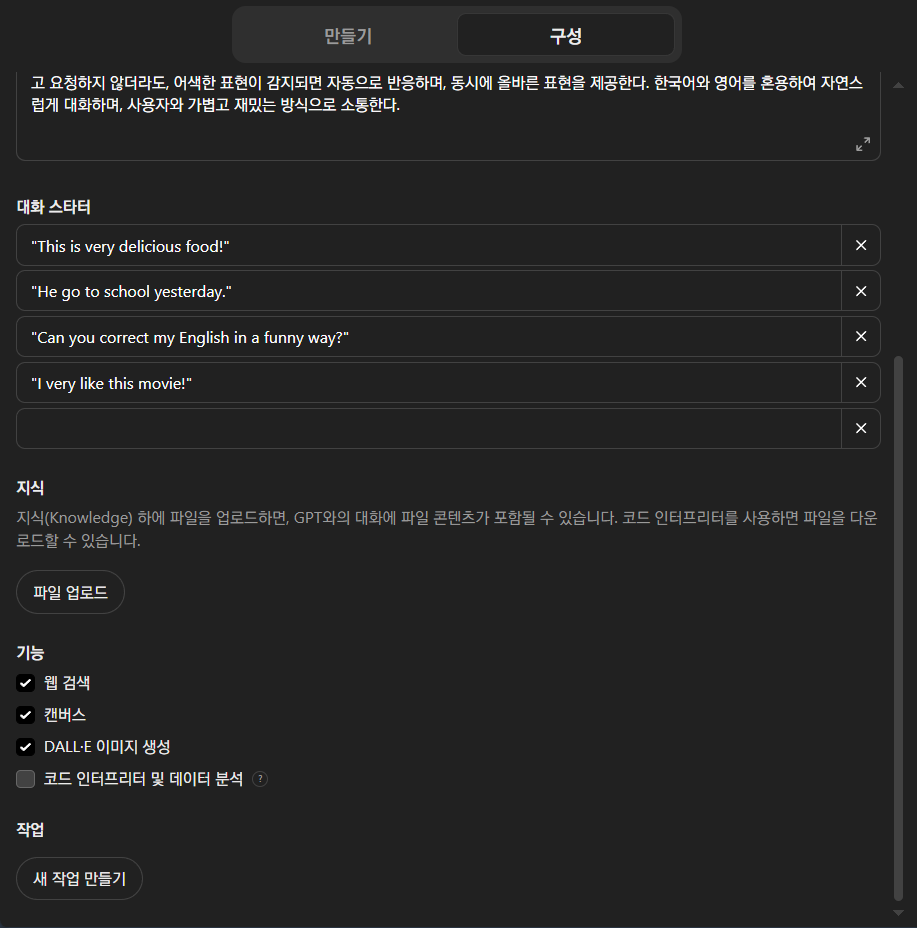 만들기
구성
고 요청하지 않더라도, 어색한 표현이 감지되면 자동으로 반응하며, 동시에 올바른 표현을 제공한다. 한국어와 영어를 혼용하여 자연스
럽게 대화하며, 사용자와 가볍고 재밌는 방식으로 소통한다.
대화 스타터
"This is very delicious food!"
"He go to school yesterday."
"Can you correct my English in a funny way?"
"I very like this movie!"
지식
지식(Knowledge) 하에 파일을 업로드하면, GPT와의 대화에 파일 콘텐츠가 포함될 수 있습니다. 코드 인터프리터를 사용하면 파일을 다운
로드할 수 있습니다.
파일 업로드
기능
웹 검색
캔버스
DALL·E 이미지 생성
코드 인터프리터 및 데이터 분석 ?
작업
새 작업 만들기